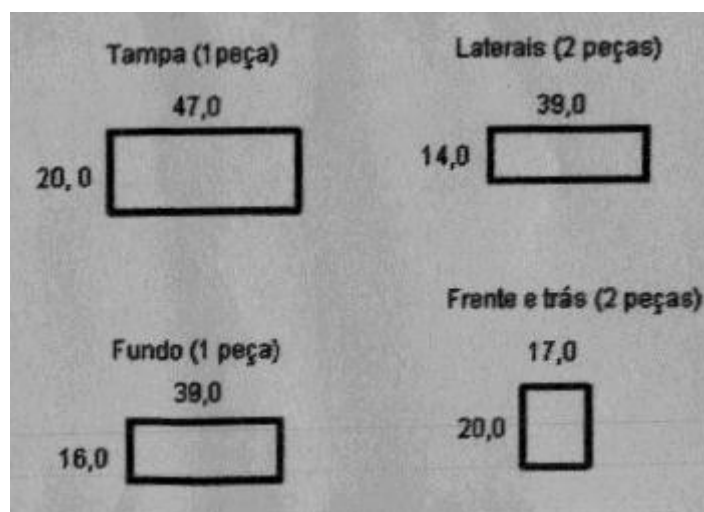 Tampa (1 peça)
47,0
20, 0
Laterais (2 peças)
39,0
14,0
Fundo (1 peça)
39,0
16,0
Frente e trás (2 peças)
17,0
20,0